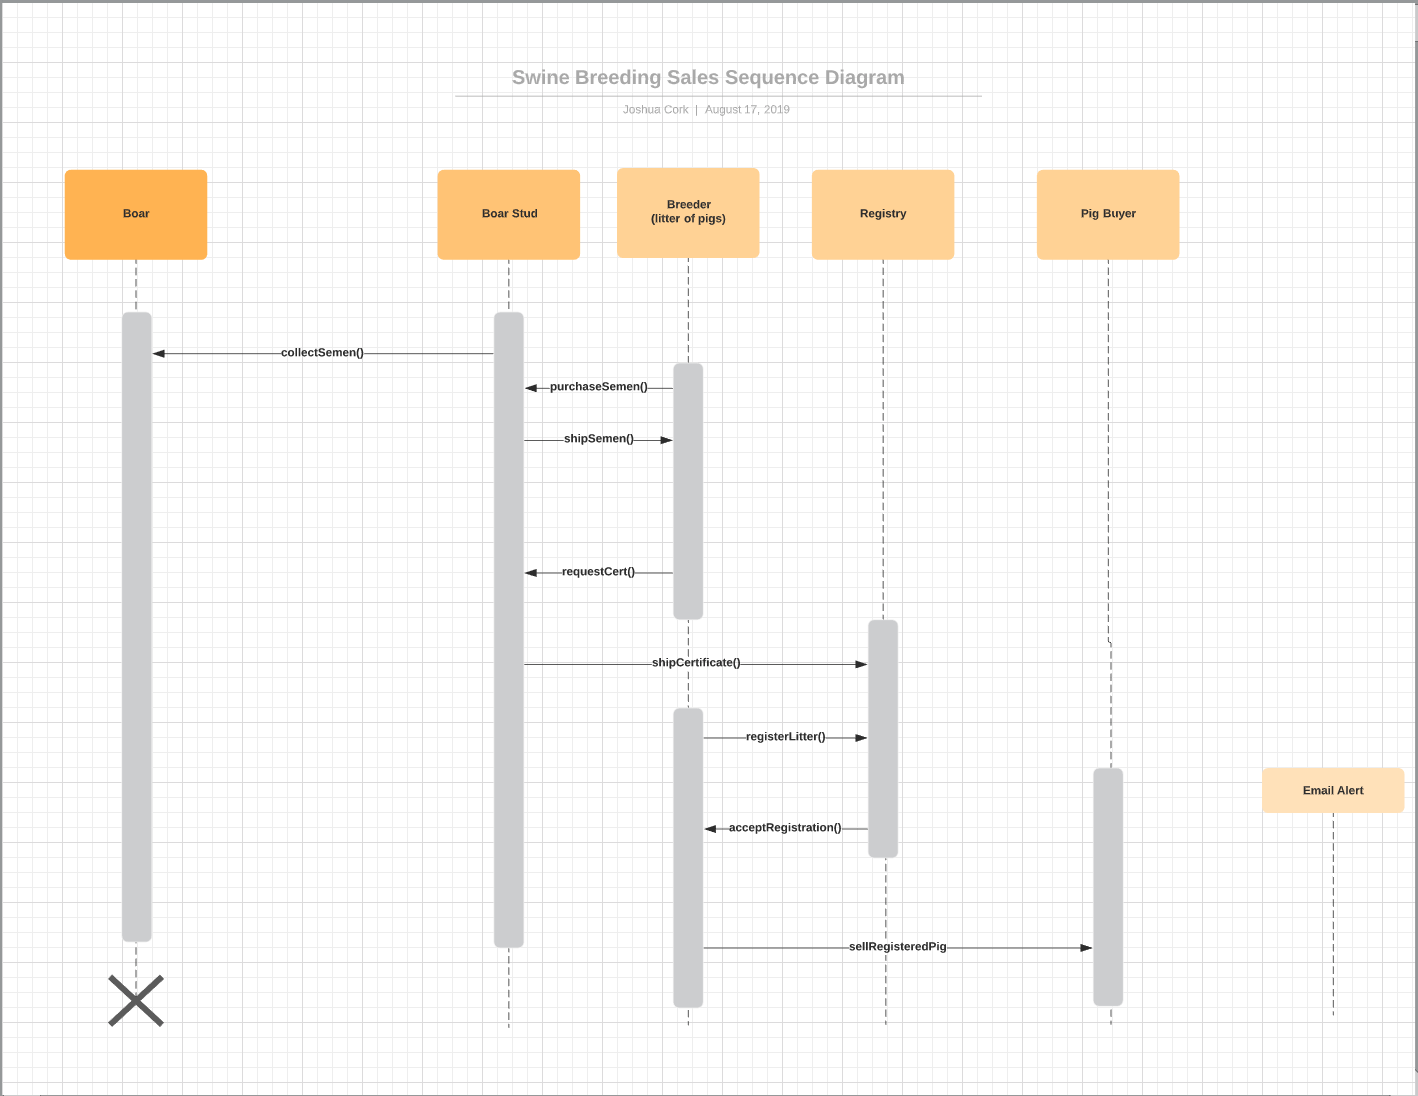 Swine Breeding Sales Sequence Diagram
Joshua Cork | August 17, 2019
Boar
Boar Stud
Breeder
(litter of pigs)
Registry
Pig Buyer
collectSemen()
purchaseSemen()
shipSemen()
requestCert()
shipCertificate()
registerLitter()
Email Alert
acceptRegistration()
sellRegisteredPig